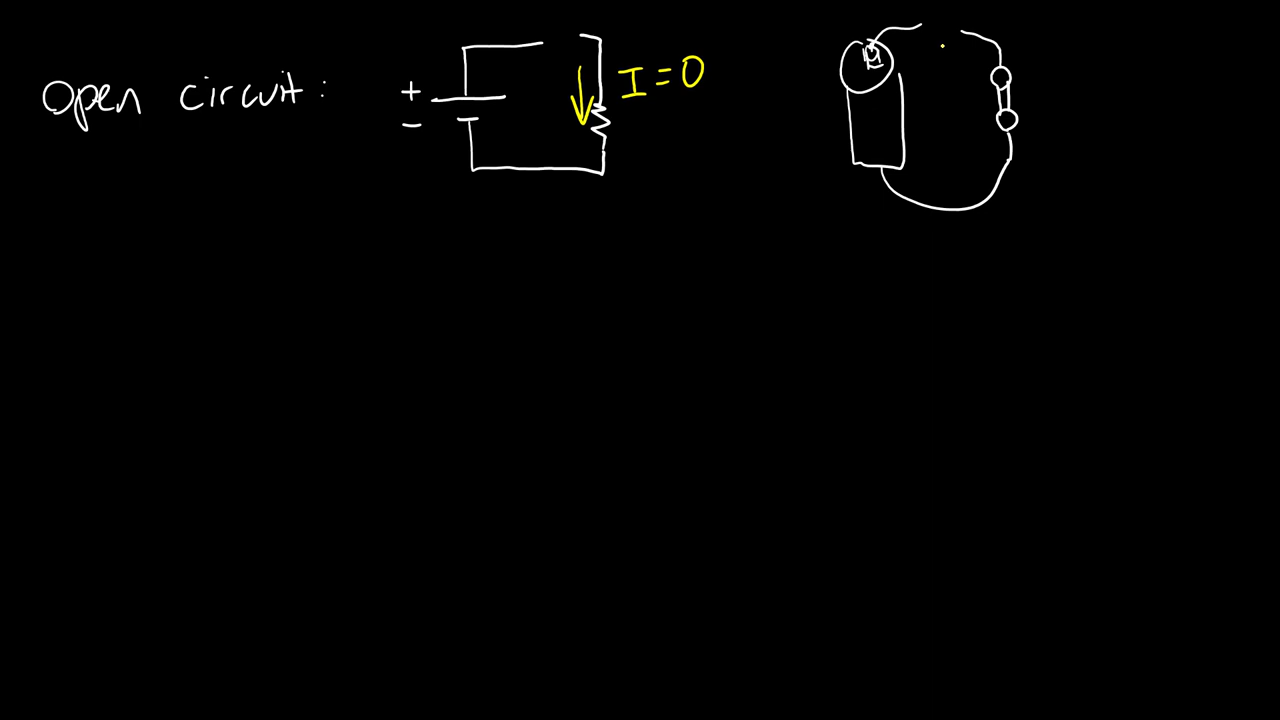 Open circuit:
+
−
I = 0